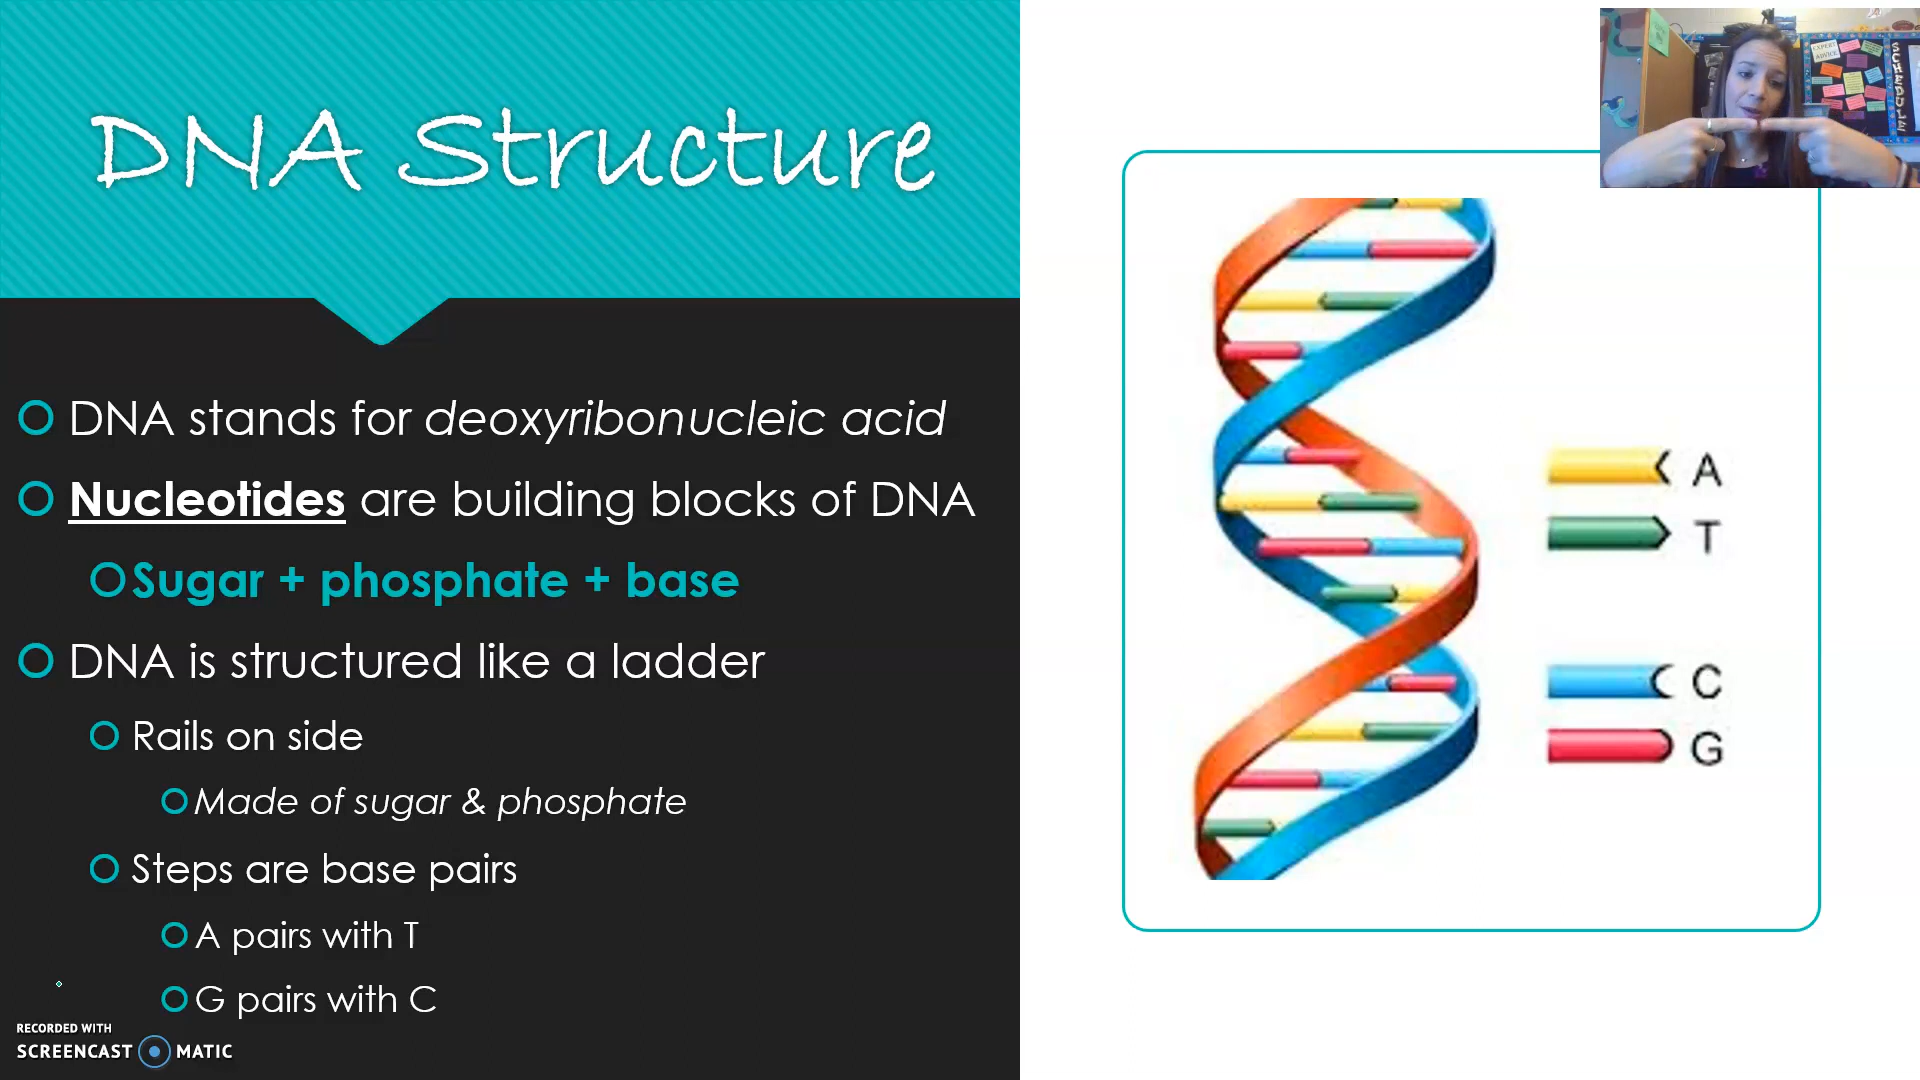 DNA Structure
DNA stands for deoxyribonucleic acid
Nucleotides are building blocks of DNA
Sugar + phosphate + base
DNA is structured like a ladder
Rails on side
Made of sugar & phosphate
Steps are base pairs
A pairs with T
G pairs with C
RECORDED WITH
SCREENCAST MATIC
A
T
C
G
EXPERT
ADVICE
SCHEDULE